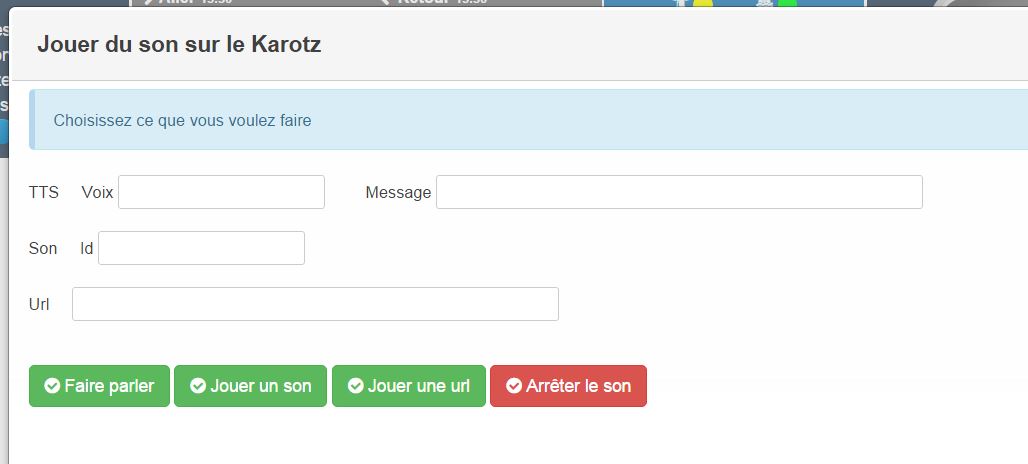 Jouer du son sur le Karotz
Choisissez ce que vous voulez faire
TTS Voix Message
Son Id
Url
Faire parler Jouer un son Jouer une url Arrêter le son